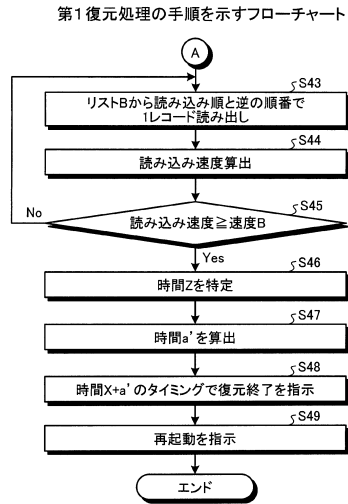 第1復元処理の手順を示すフローチャート
A
S43
リストBから読み込み順と逆の順番で
1レコード読み出し
S44
読み込み速度算出
S45
読み込み速度≧速度B
No
Yes
S46
時間Zを特定
S47
時間a'を算出
S48
時間X+a'のタイミングで復元終了を指示
S49
再起動を指示
エンド